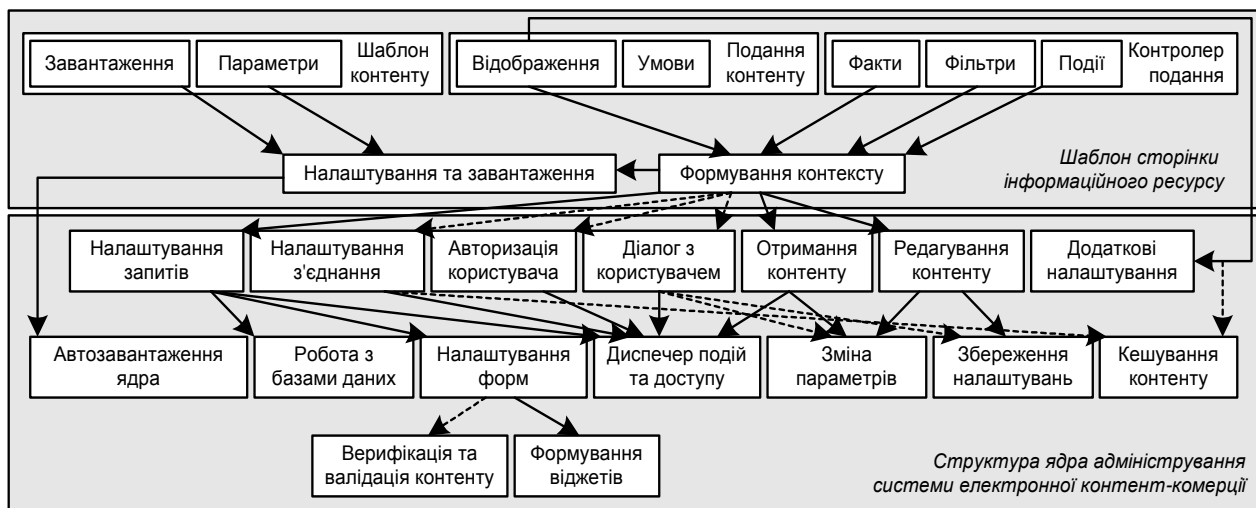 Завантаження
Параметри
Шаблон
контенту
Відображення
Умови
Подання
контенту
Факти
Фільтри
Події
Контролер
подання
Налаштування та завантаження
Формування контексту
Шаблон сторінки
інформаційного ресурсу
Налаштування
запитів
Налаштування
з'єднання
Авторизація
користувача
Діалог з
користувачем
Отримання
контенту
Редагування
контенту
Додаткові
налаштування
Автозавантаження
ядра
Робота з
базами даних
Налаштування
форм
Диспечер подій
та доступу
Зміна
параметрів
Збереження
налаштувань
Кешування
контенту
Верифікація та
валідація контенту
Формування
віджетів
Структура ядра адміністрування
системи електронної контент-комерції